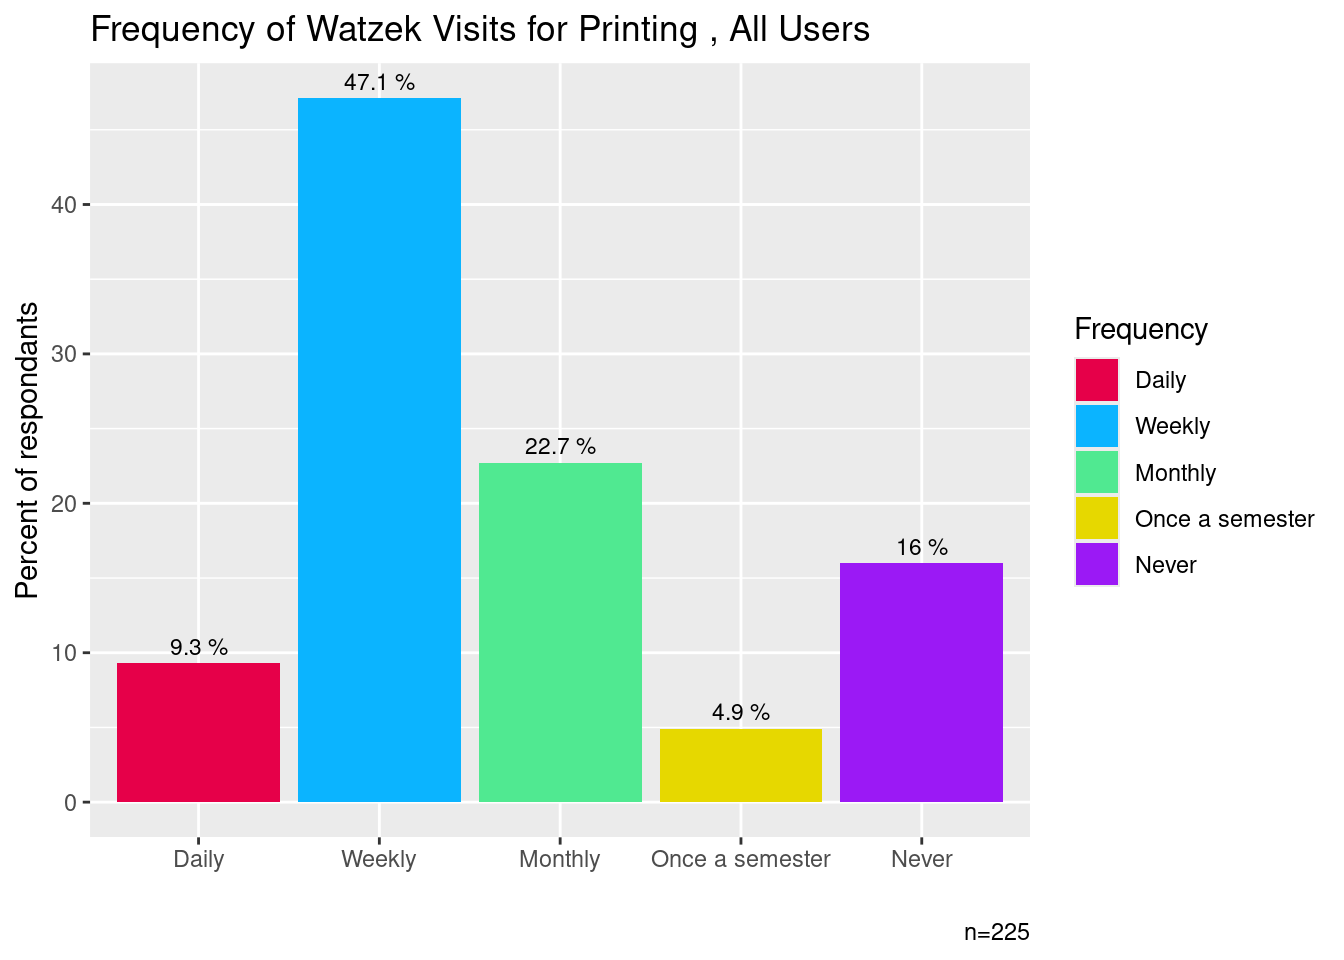 Frequency of Watzek Visits for Printing , All Users
47.1 %
22.7 %
16 %
9.3 %
4.9 %
40
30
20
10
0
Percent of respondants
Daily
Weekly
Monthly
Once a semester
Never
Frequency
Daily
Weekly
Monthly
Once a semester
Never
n=225